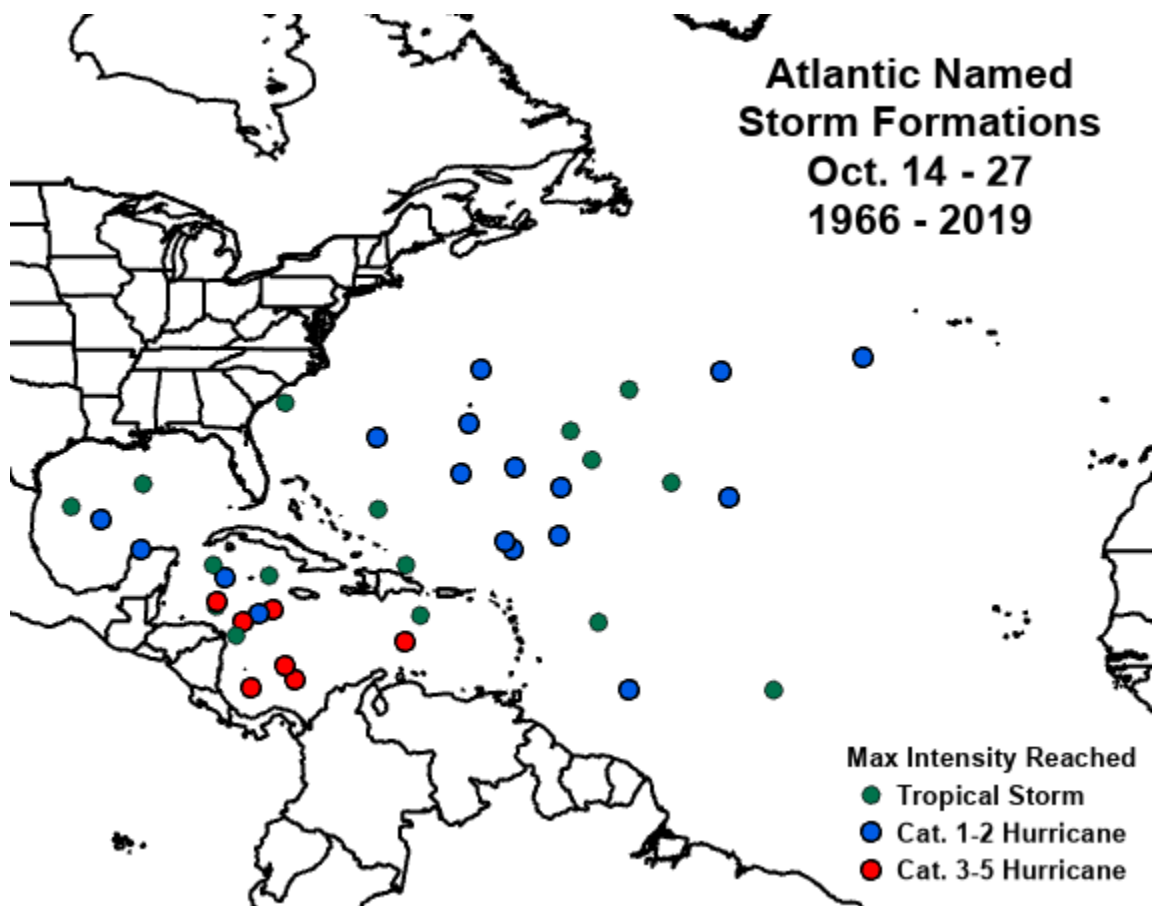 Atlantic Named
Storm Formations
Oct. 14 - 27
1966 - 2019
Max Intensity Reached
Tropical Storm
Cat. 1-2 Hurricane
Cat. 3-5 Hurricane